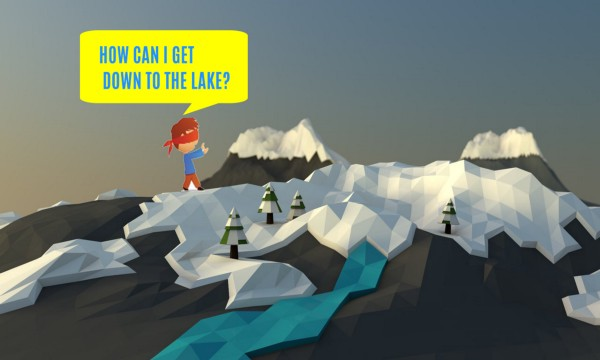 HOW CAN I GET
DOWN TO THE LAKE?